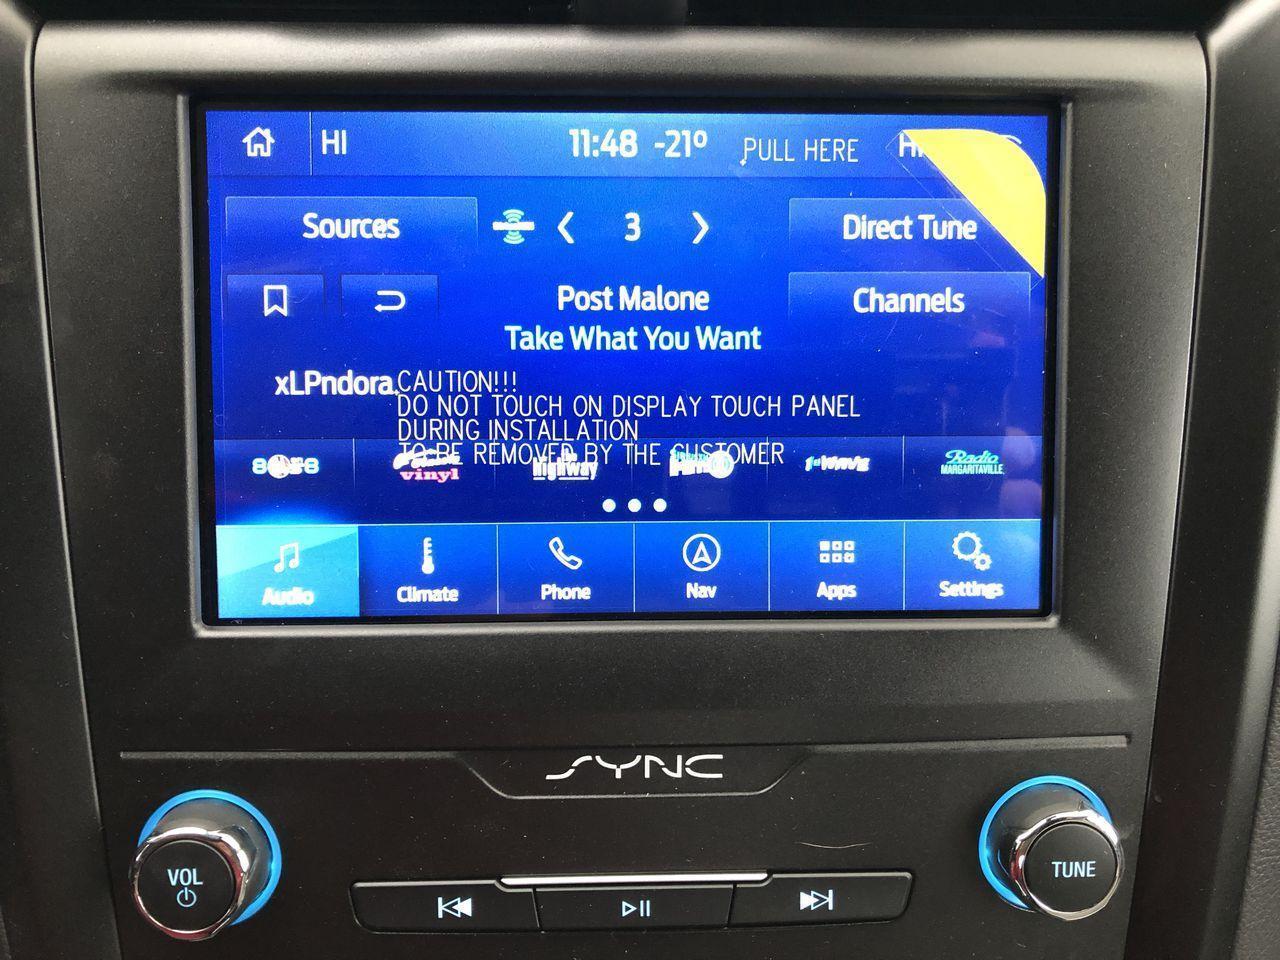 HI 11:48 -21° PULL HERE
Sources 3 Direct Tune
Post Malone Channels
Take What You Want
xLPndora.
CAUTION!!!
DO NOT TOUCH ON DISPLAY TOUCH PANEL
DURING INSTALLATION
TO BE REMOVED BY THE CUSTOMER
vinyl highway Radio
MARGARITAVILLE
Audio Climate Phone Nav Apps Settings
SYNC
VOL TUNE